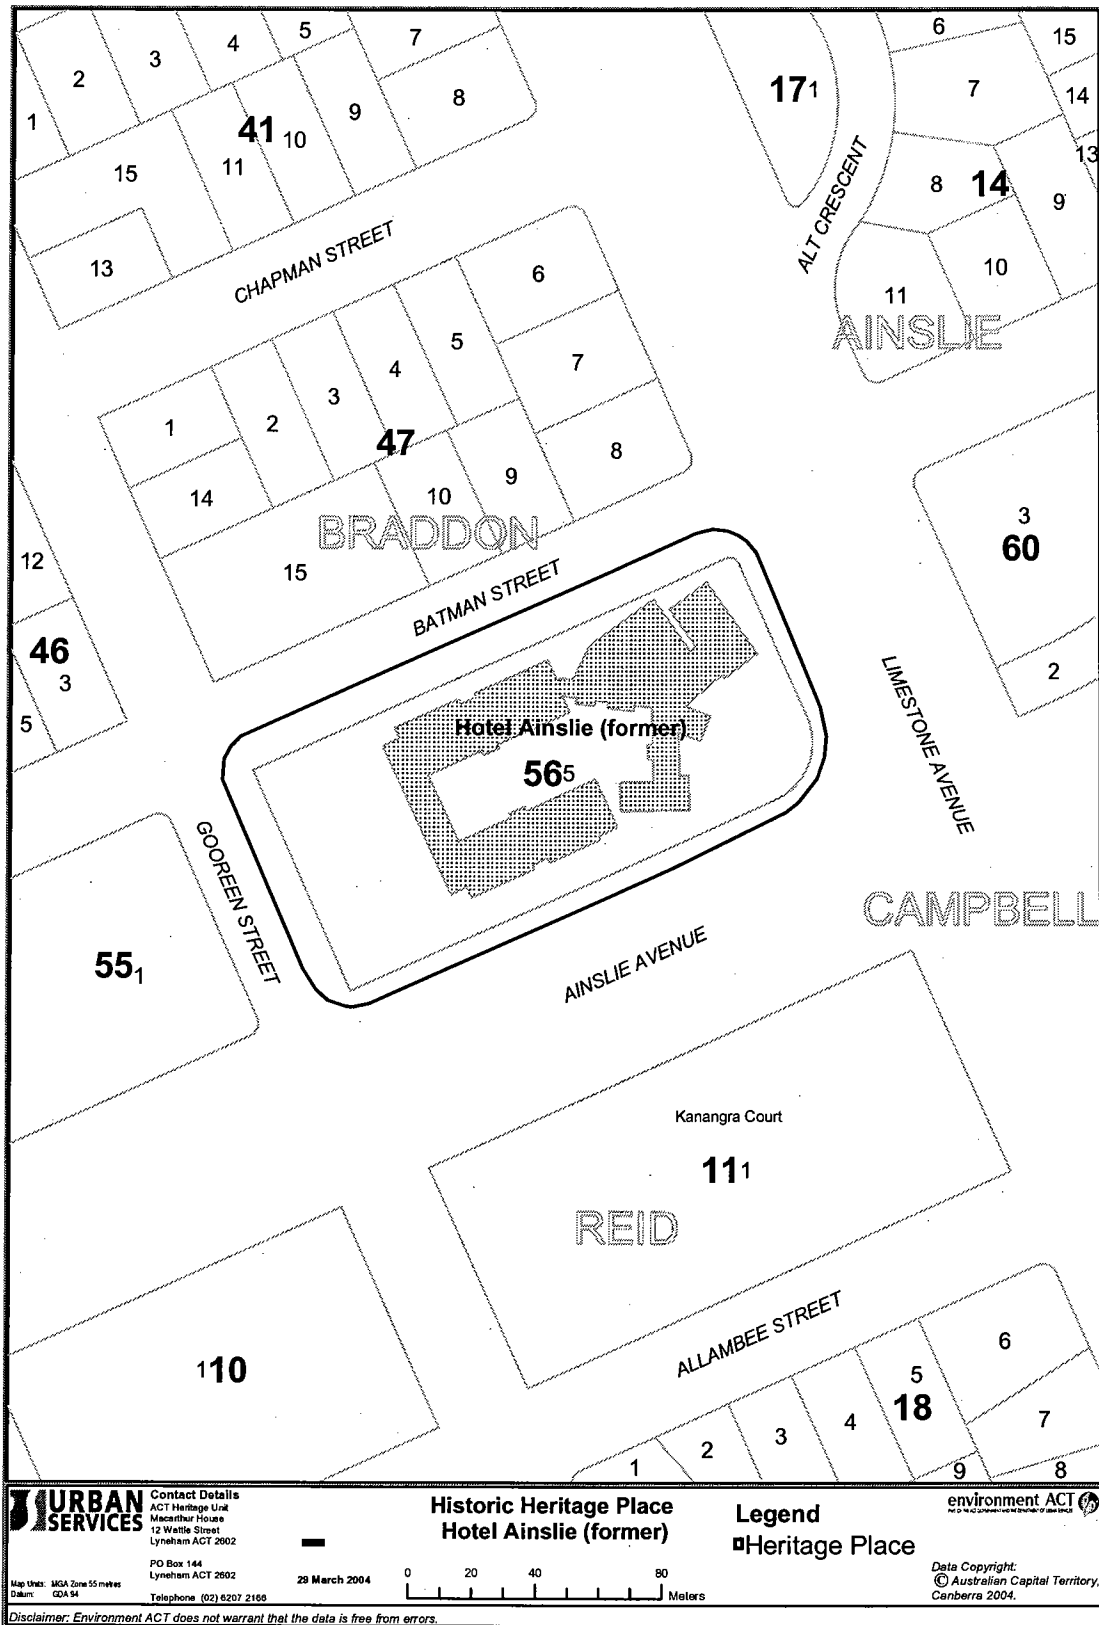 5
7
6
15
4
3
2
8
1
9
41
10
11
15
13
17 1
7
14
13
8
14
9
10
11
ALT CRESCENT
AINSLIE
CHAPMAN STREET
6
5
4
7
3
2
1
47
8
9
10
14
15
BRADDON
BATMAN STREET
12
46
3
5
3
60
2
LIMESTONE AVENUE
Hotel Ainslie (former)
56 5
GOOREEN STREET
55 1
CAMPBELL
AINSLIE AVENUE
Kanangra Court
11 1
REID
ALLAMBEE STREET
1 10
6
5
18
4
3
2
1
7
9
8
URBAN
SERVICES
Contact Details
ACT Heritage Unit
Macarthur House
12 Wattle Street
Lyneham ACT 2602
PO Box 144
Lyneham ACT 2602
Telephone (02) 6207 2166
Map Units: MGA Zone 55 metres
Datum: GDA 94
29 March 2004
Historic Heritage Place
Hotel Ainslie (former)
0 20 40 80
Meters
Legend
Heritage Place
environment ACT
Data Copyright:
© Australian Capital Territory,
Canberra 2004.
Disclaimer: Environment ACT does not warrant that the data is free from errors.